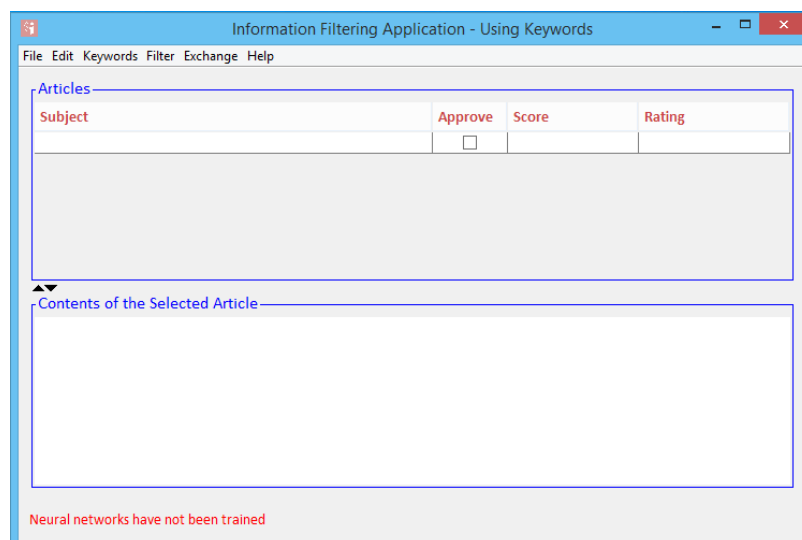 Information Filtering Application - Using Keywords
File Edit Keywords Filter Exchange Help
Articles
Subject Approve Score Rating
Contents of the Selected Article
Neural networks have not been trained